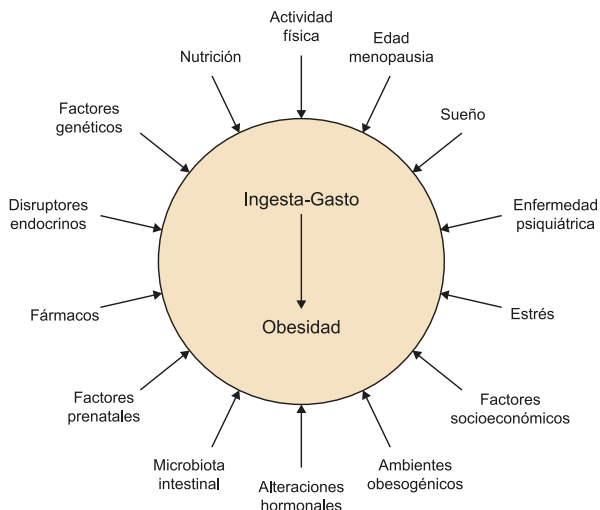 Actividad
física
Edad
menopausia
Nutrición
Sueño
Factores
genéticos
Enfermedad
psiquiátrica
Disruptores
endocrinos
Ingesta-Gasto
Obesidad
Fármacos
Estrés
Factores
prenatales
Factores
socioeconómicos
Microbiota
intestinal
Alteraciones
hormonales
Ambientes
obesogénicos